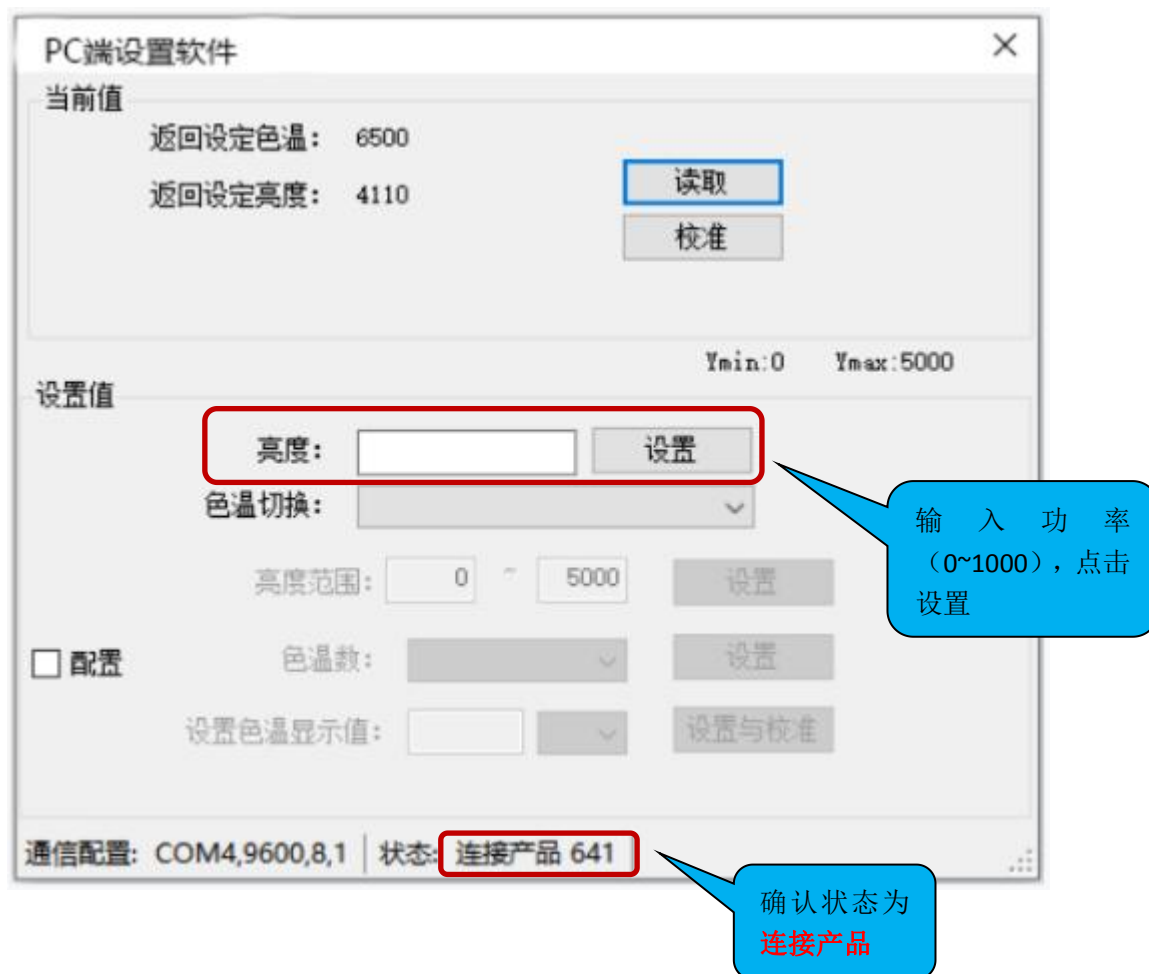 PC端设置软件
当前值
返回设定色温: 6500
返回设定亮度: 4110
读取
校准
Ymin:0 Ymax:5000
设置值
亮度: 设置
色温切换:
亮度范围: 0 ~ 5000 设置
配置 色温数: 设置
设置色温显示值: 设置与校准
通信配置: COM4,9600,8,1 状态: 连接产品 641
输入功率
（0~1000），点击
设置
确认状态为
连接产品